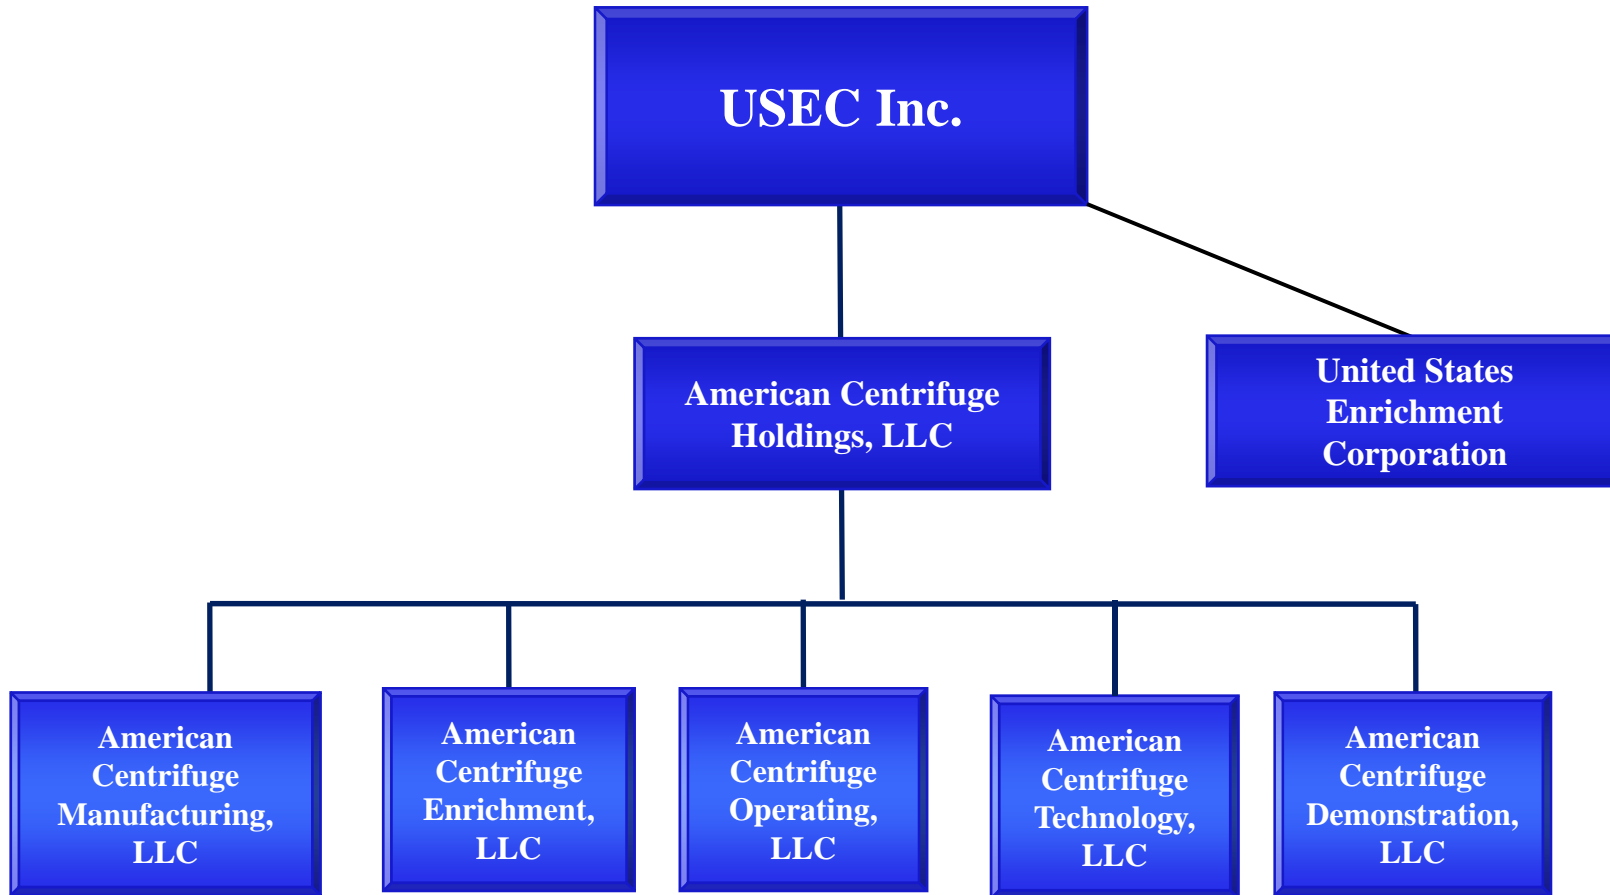 USEC Inc.
American Centrifuge
Holdings, LLC
United States
Enrichment
Corporation
American
Centrifuge
Manufacturing,
LLC
American
Centrifuge
Enrichment,
LLC
American
Centrifuge
Operating,
LLC
American
Centrifuge
Technology,
LLC
American
Centrifuge
Demonstration,
LLC